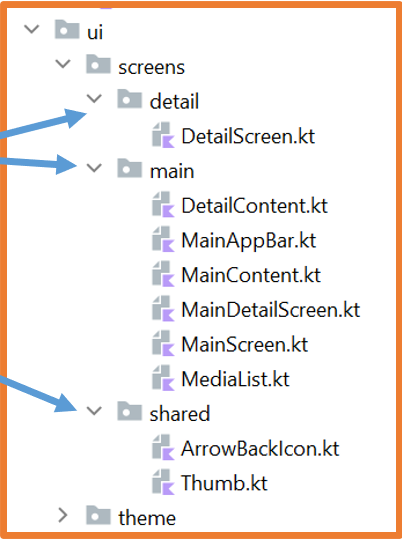 ui
screens
detail
DetailScreen.kt
main
DetailContent.kt
MainAppBar.kt
MainContent.kt
MainDetailScreen.kt
MainScreen.kt
MediaList.kt
shared
ArrowBackIcon.kt
Thumb.kt
theme